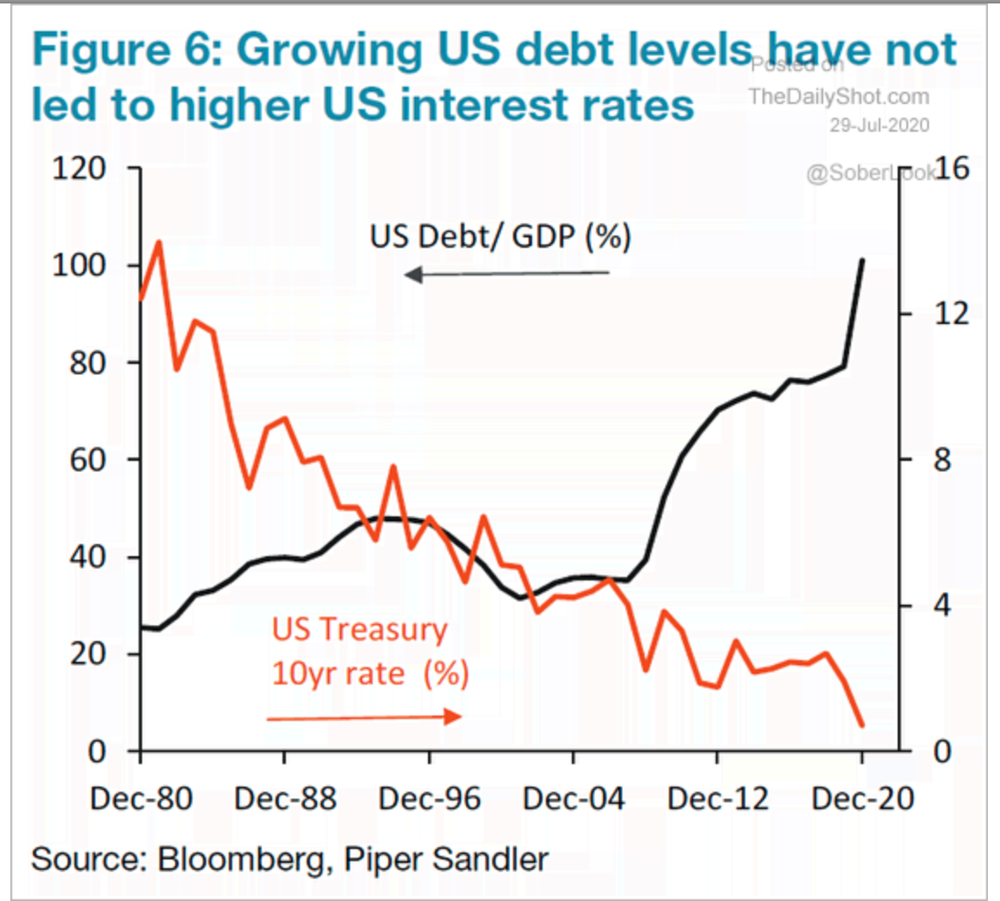 Figure 6: Growing US debt levels have not
led to higher US interest rates
Posted on
TheDailyShot.com
29-Jul-2020
@SoberLook
120
100
80
60
40
20
0
16
12
8
4
0
US Debt/ GDP (%)
US Treasury
10yr rate (%)
Dec-80 Dec-88 Dec-96 Dec-04 Dec-12 Dec-20
Source: Bloomberg, Piper Sandler